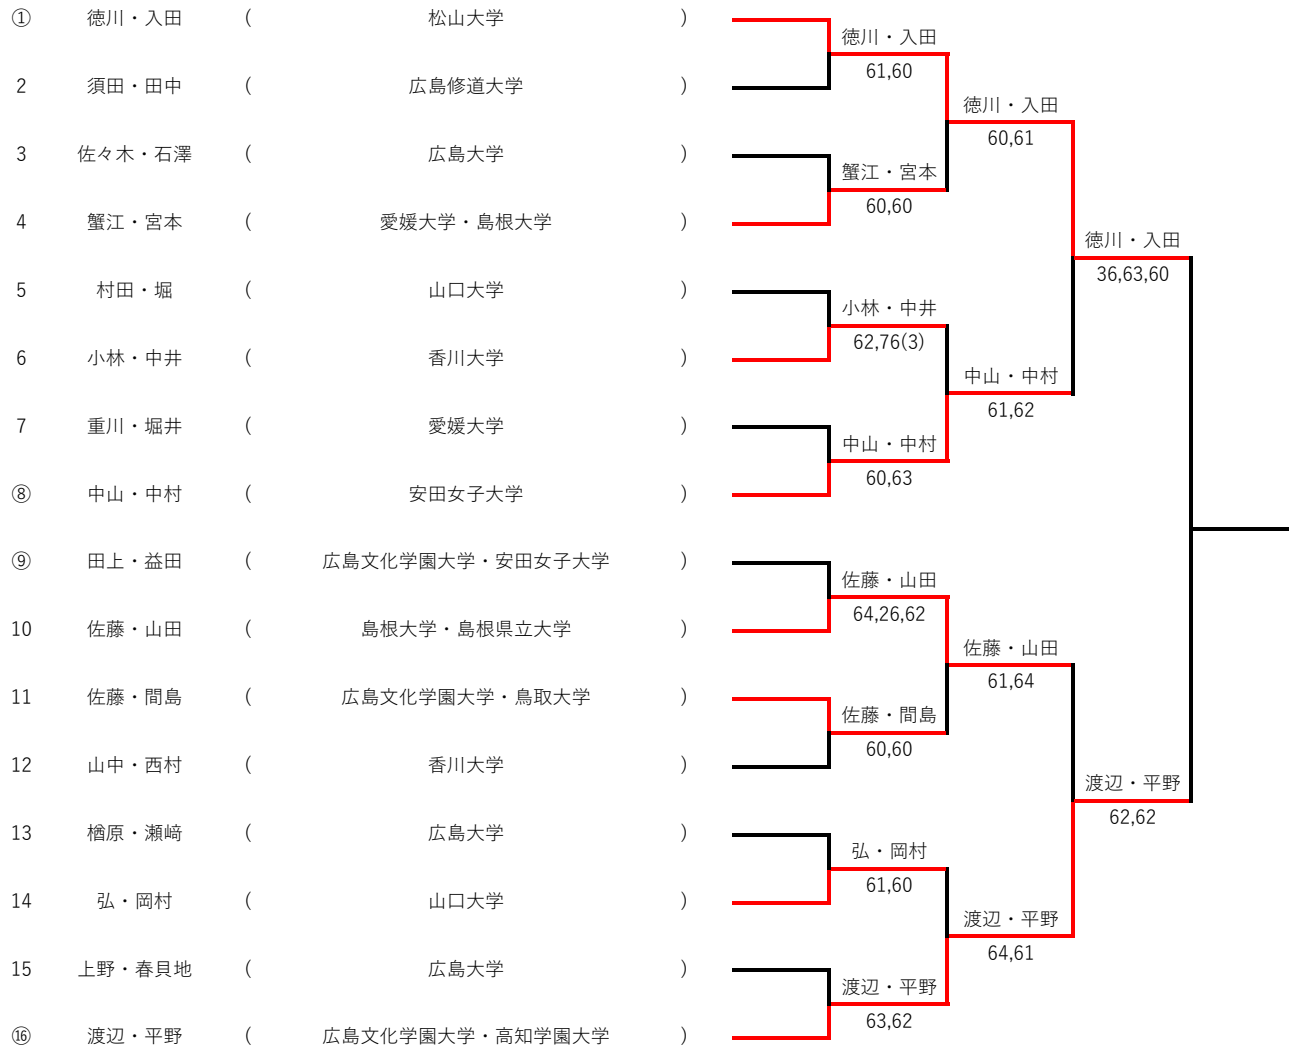 ① 徳川・入田 ( 松山大学 )
徳川・入田
61,60
2 須田・田中 ( 広島修道大学 )
徳川・入田
60,61
3 佐々木・石澤 ( 広島大学 )
蟹江・宮本
60,60
4 蟹江・宮本 ( 愛媛大学・島根大学 )
徳川・入田
36,63,60
5 村田・堀 ( 山口大学 )
小林・中井
62,76(3)
6 小林・中井 ( 香川大学 )
中山・中村
61,62
7 重川・堀井 ( 愛媛大学 )
中山・中村
60,63
⑧ 中山・中村 ( 安田女子大学 )
⑨ 田上・益田 ( 広島文化学園大学・安田女子大学 )
佐藤・山田
64,26,62
10 佐藤・山田 ( 島根大学・島根県立大学 )
佐藤・山田
61,64
11 佐藤・間島 ( 広島文化学園大学・鳥取大学 )
佐藤・間島
60,60
12 山中・西村 ( 香川大学 )
渡辺・平野
62,62
13 楢原・瀬﨑 ( 広島大学 )
弘・岡村
61,60
14 弘・岡村 ( 山口大学 )
渡辺・平野
64,61
15 上野・春貝地 ( 広島大学 )
渡辺・平野
63,62
⑯ 渡辺・平野 ( 広島文化学園大学・高知学園大学 )